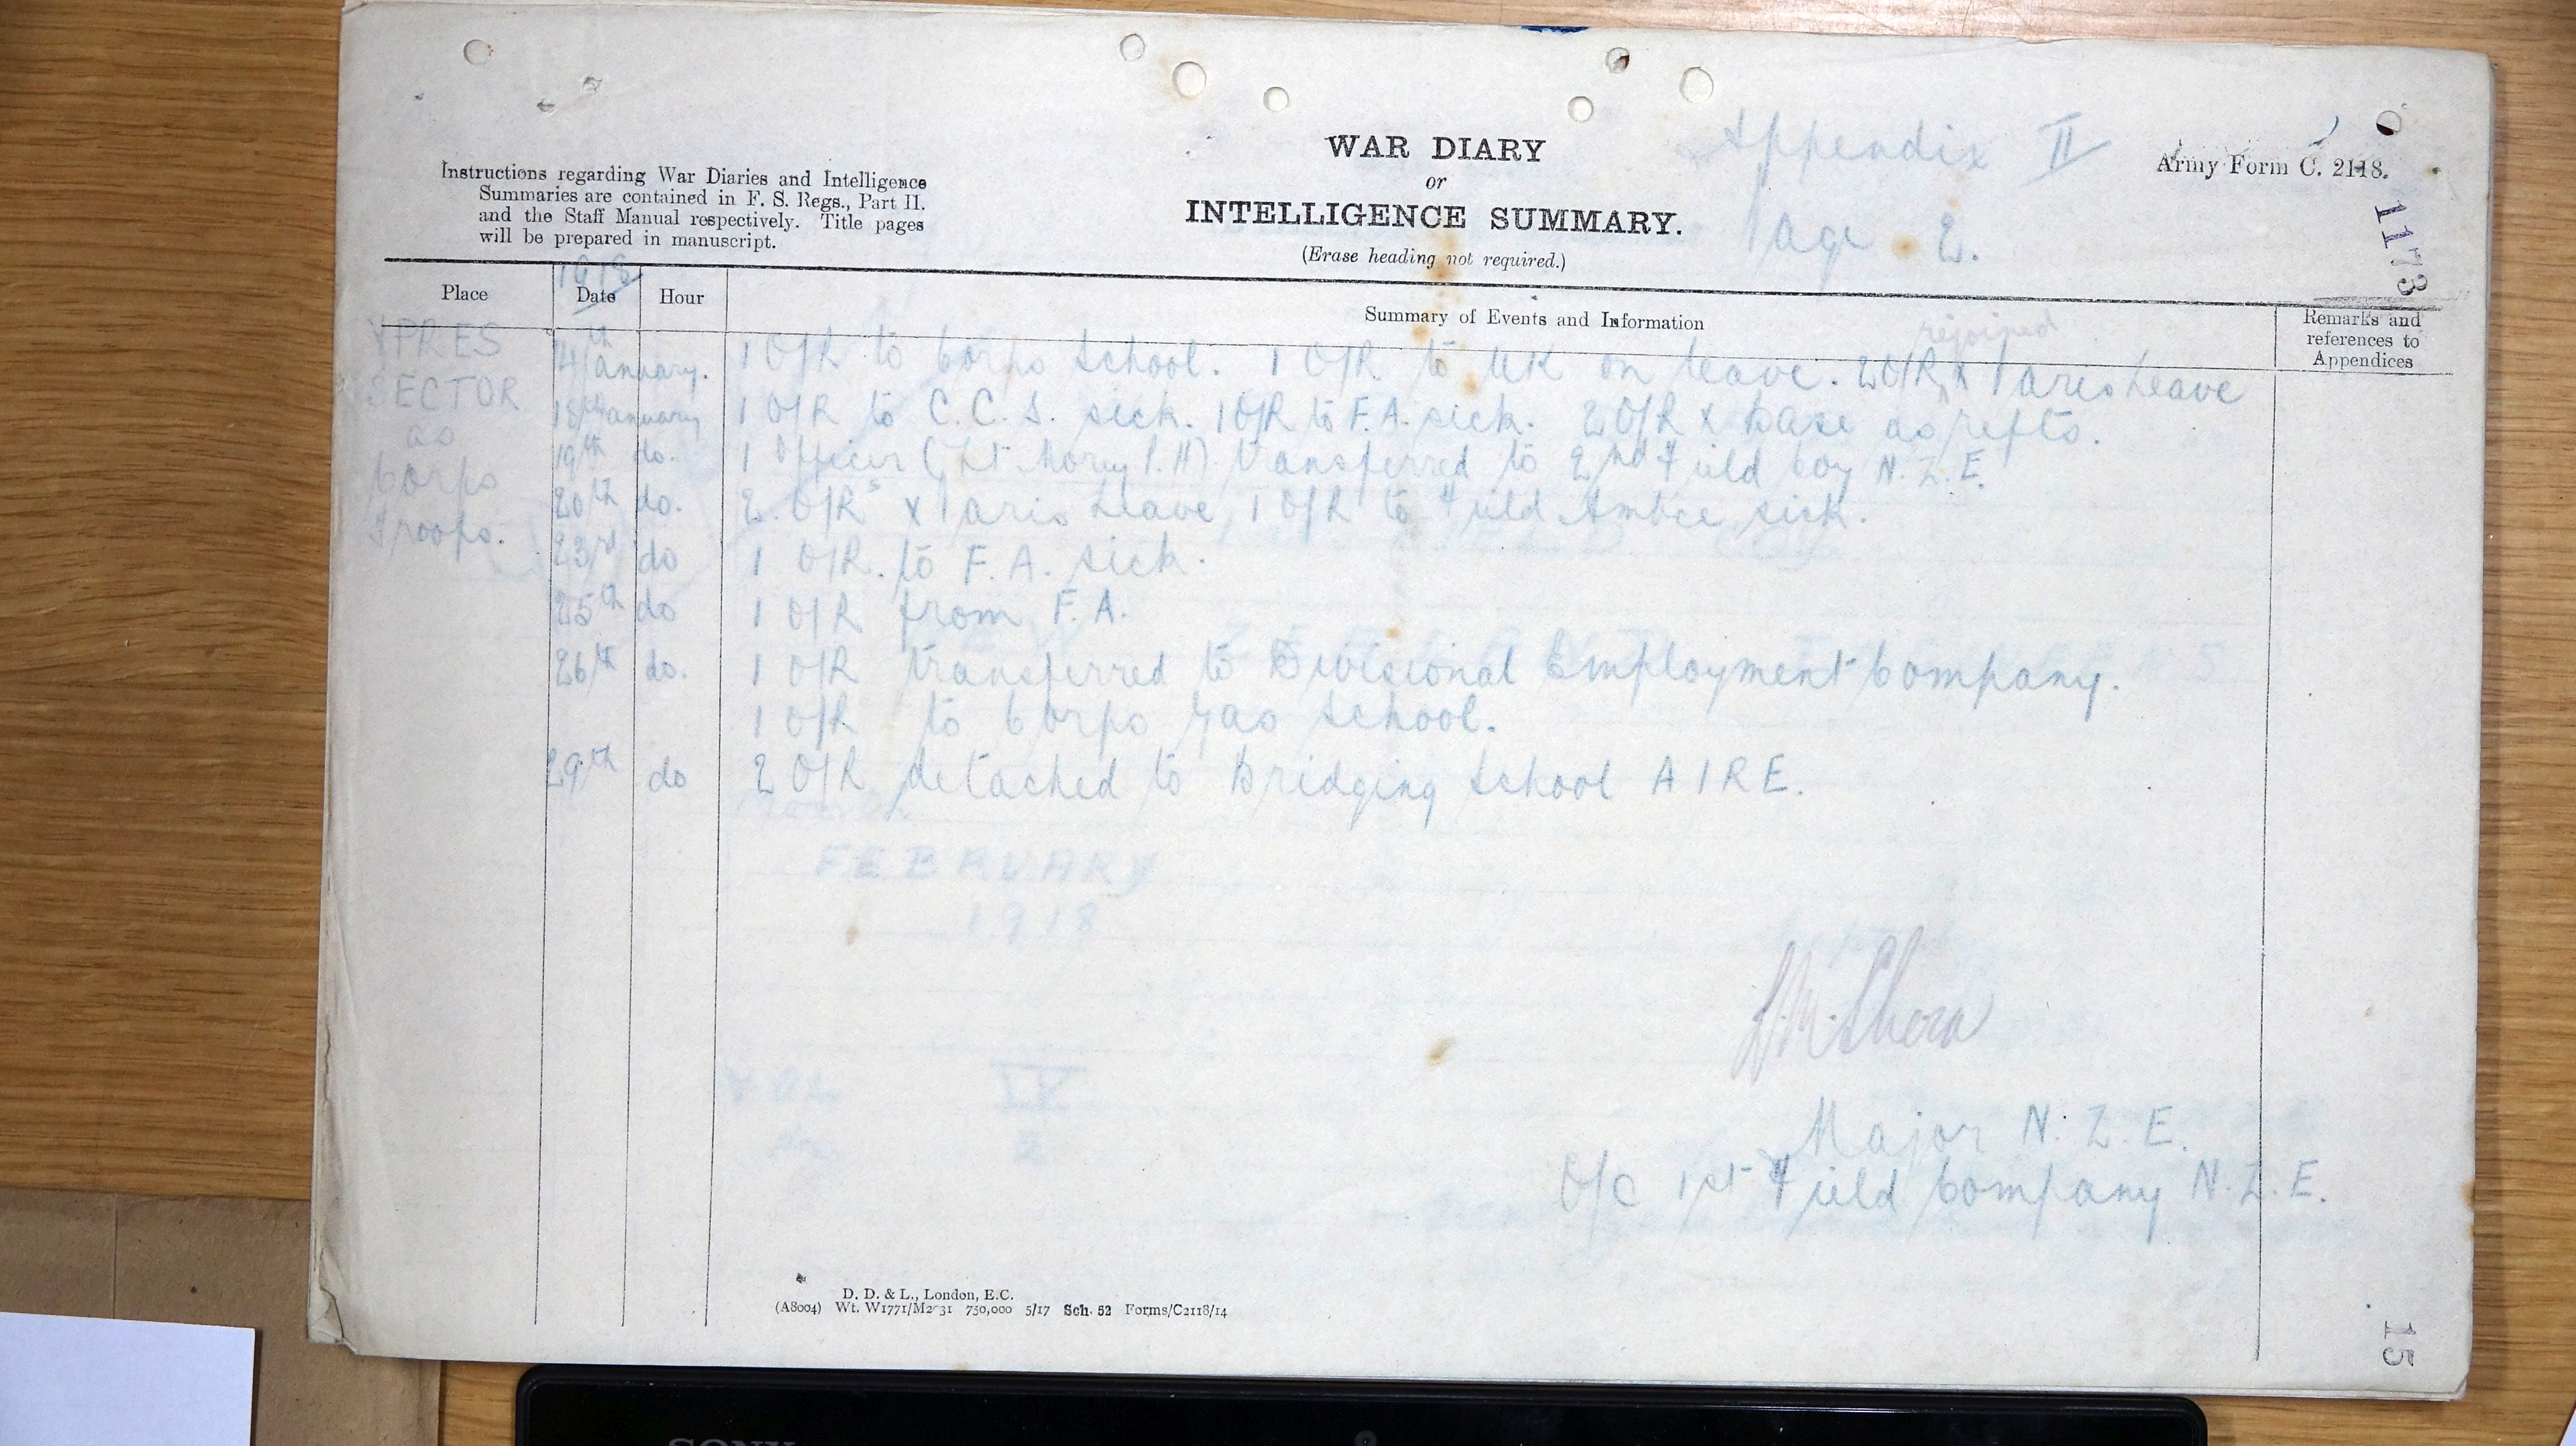 WAR DIARY
or
INTELLIGENCE SUMMARY.
(Erase heading not required.)
Appendix II
Page 2.
Army Form C. 2118.
1173
Instructions regarding War Diaries and Intelligence
Summaries are contained in F. S. Regs., Part II.
and the Staff Manual respectively. Title pages
will be prepared in manuscript.
1918
Place Date Hour Summary of Events and Information Remarks and references to Appendices
YPRES
SECTOR
as
Corps
Troops.
rejoined
January. 1 O/R to Corps School. 1 O/R to UK on leave. 2 O/R x Paris Leave
18th January 1 O/R to C.C.S. sick. 1 O/R to F.A. sick. 2 O/R x Base as refts.
19th do. 1 Officer (Lt Morey P.H) transferred to 2nd Field Coy N.Z.E.
20th do. 2 O/Rs x Paris Leave, 1 O/R to Field Ambce sick.
23rd do 1 O/R. to F.A. sick.
25th do 1 O/R from F.A.
26th do. 1 O/R transferred to Divisional Employment Company.
1 O/R to Corps Gas School.
29th do 2 O/R detached to Bridging School AIRE.
FEBRUARY
1918
VOL IX
Major N.Z.E.
O/C 1st Field Company N.Z.E.
D. D. & L., London, E.C.
(A8004) Wt. W1771/M2031 750,000 5/17 Sch. 52 Forms/C2118/14
15
SONY